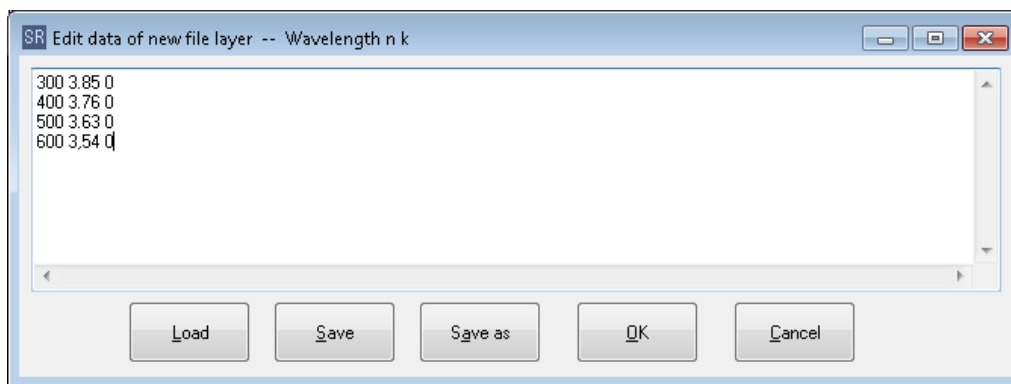 SR Edit data of new file layer -- Wavelength n k
300 3.85 0
400 3.76 0
500 3.63 0
600 3,54 0
Load Save Save as OK Cancel